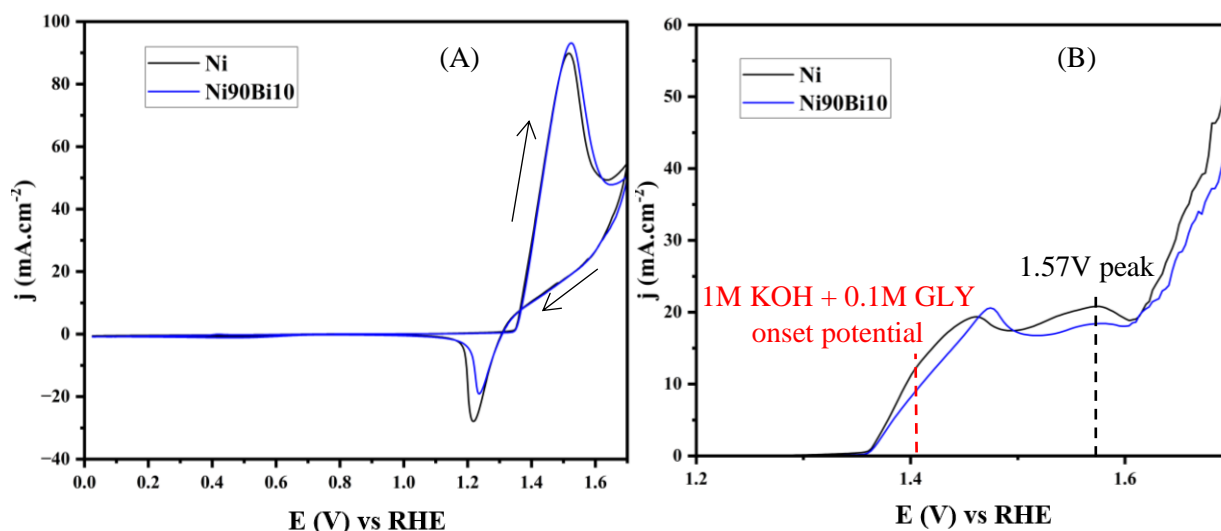 (A)
Ni
Ni90Bi10
j (mA.cm-2)
100
80
60
40
20
0
−20
−40
0.0 0.2 0.4 0.6 0.8 1.0 1.2 1.4 1.6
E (V) vs RHE
(B)
Ni
Ni90Bi10
j (mA.cm-2)
60
50
40
30
20
10
0
1.57V peak
1M KOH + 0.1M GLY
onset potential
1.2 1.4 1.6
E (V) vs RHE